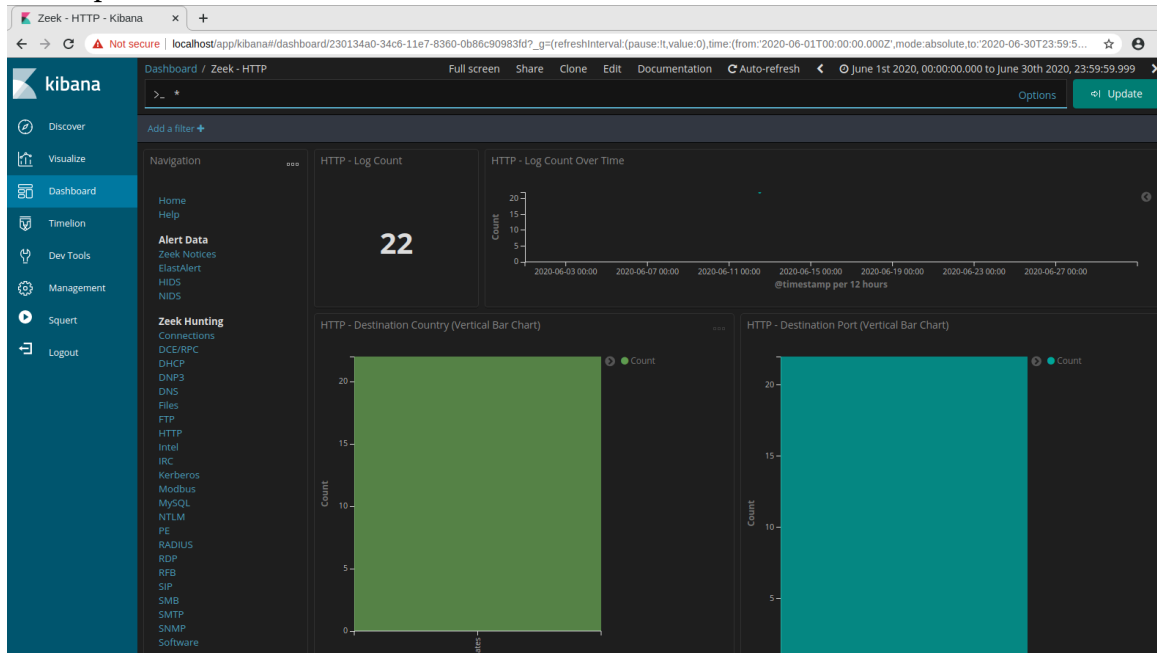 Zeek - HTTP - Kibana × +
Not secure | localhost/app/kibana#/dashboard/230134a0-34c6-11e7-8360-0b86c90983fd?_g=(refreshInterval:(pause:!t,value:0),time:(from:'2020-06-01T00:00:00.000Z',mode:absolute,to:'2020-06-30T23:59:5...
kibana
Discover
Visualize
Dashboard
Timelion
Dev Tools
Management
Squert
Logout
Dashboard / Zeek - HTTP
Full screen Share Clone Edit Documentation Auto-refresh June 1st 2020, 00:00:00.000 to June 30th 2020, 23:59:59.999
>_ *
Options Update
Add a filter +
Navigation
Home
Help
Alert Data
Zeek Notices
ElastAlert
HIDS
NIDS
Zeek Hunting
Connections
DCE/RPC
DHCP
DNP3
DNS
Files
FTP
HTTP
Intel
IRC
Kerberos
Modbus
MySQL
NTLM
PE
RADIUS
RDP
RFB
SIP
SMB
SMTP
SNMP
Software
HTTP - Log Count
22
HTTP - Log Count Over Time
Count
20
15
10
5
0
2020-06-03 00:00 2020-06-07 00:00 2020-06-11 00:00 2020-06-15 00:00 2020-06-19 00:00 2020-06-23 00:00 2020-06-27 00:00
@timestamp per 12 hours
HTTP - Destination Country (Vertical Bar Chart)
Count
Count
20
15
10
5
0
HTTP - Destination Port (Vertical Bar Chart)
Count
Count
20
15
10
5